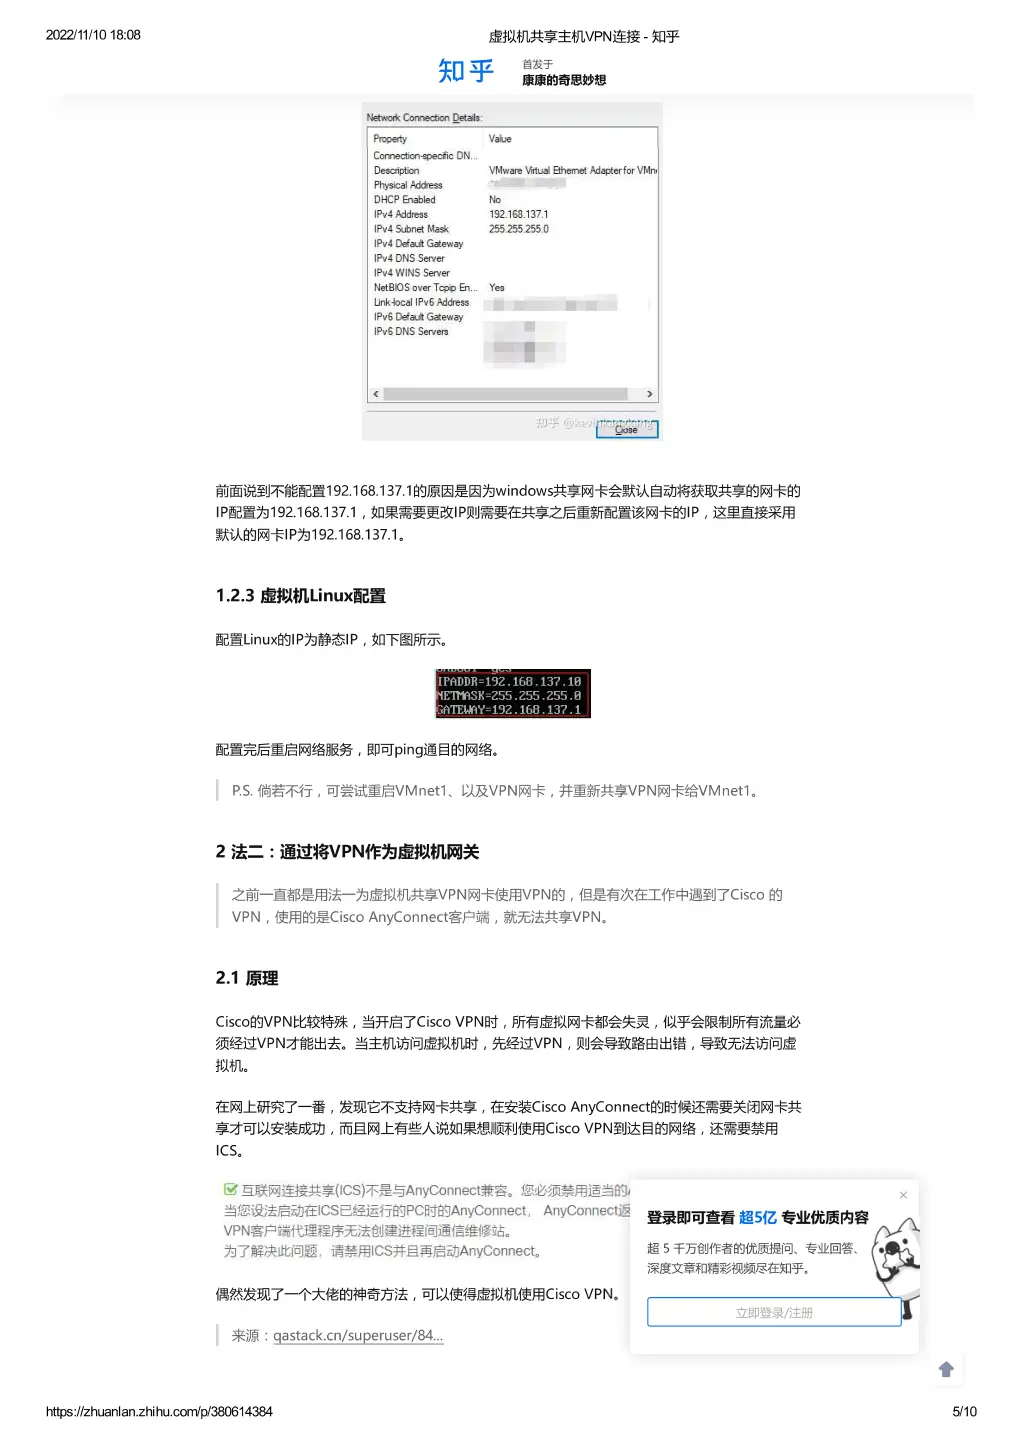 2022/11/10 18:08
虚拟机共享主机VPN连接 - 知乎
知乎
首发于
康康的奇思妙想
Network Connection Details:
Property Value
Connection-specific DN...
Description VMware Virtual Ethernet Adapter for VMn
Physical Address
DHCP Enabled No
IPv4 Address 192.168.137.1
IPv4 Subnet Mask 255.255.255.0
IPv4 Default Gateway
IPv4 DNS Server
IPv4 WINS Server
NetBIOS over Tcpip En... Yes
Link-local IPv6 Address
IPv6 Default Gateway
IPv6 DNS Servers
知乎
Close
前面说到不能配置192.168.137.1的原因是因为windows共享网卡会默认自动将获取共享的网卡的
IP配置为192.168.137.1，如果需要更改IP则需要在共享之后重新配置该网卡的IP，这里直接采用
默认的网卡IP为192.168.137.1。
1.2.3 虚拟机Linux配置
配置Linux的IP为静态IP，如下图所示。
IPADDR=192.168.137.10
NETMASK=255.255.255.0
GATEWAY=192.168.137.1
配置完后重启网络服务，即可ping通目的网络。
P.S. 倘若不行，可尝试重启VMnet1、以及VPN网卡，并重新共享VPN网卡给VMnet1。
2 法二：通过将VPN作为虚拟机网关
之前一直都是用法一为虚拟机共享VPN网卡使用VPN的，但是有次在工作中遇到了Cisco 的
VPN，使用的是Cisco AnyConnect客户端，就无法共享VPN。
2.1 原理
Cisco的VPN比较特殊，当开启了Cisco VPN时，所有虚拟网卡都会失灵，似乎会限制所有流量必
须经过VPN才能出去。当主机访问虚拟机时，先经过VPN，则会导致路由出错，导致无法访问虚
拟机。
在网上研究了一番，发现它不支持网卡共享，在安装Cisco AnyConnect的时候还需要关闭网卡共
享才可以安装成功，而且网上有些人说如果想顺利使用Cisco VPN到达目的网络，还需要禁用
ICS。
互联网连接共享(ICS)不是与AnyConnect兼容。您必须禁用适当的
当您设法启动在ICS已经运行的PC时的AnyConnect， AnyConnect返
VPN客户端代理程序无法创建进程间通信维修站。
为了解决此问题，请禁用ICS并且再启动AnyConnect。
偶然发现了一个大佬的神奇方法，可以使得虚拟机使用Cisco VPN。
来源：qastack.cn/superuser/84...
×
登录即可查看 超5亿 专业优质内容
超 5 千万创作者的优质提问、专业回答、
深度文章和精彩视频尽在知乎。
立即登录/注册
https://zhuanlan.zhihu.com/p/380614384
5/10